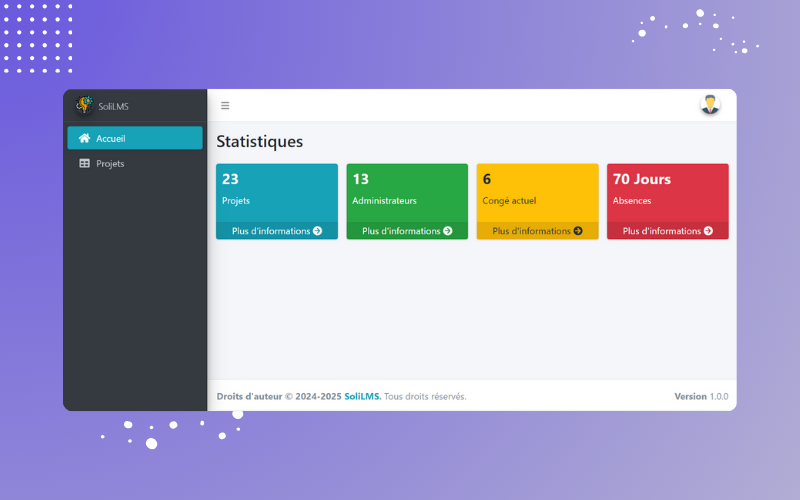 SoliLMS
Accueil
Projets
Statistiques
23
Projets
Plus d'informations
13
Administrateurs
Plus d'informations
6
Congé actuel
Plus d'informations
70 Jours
Absences
Plus d'informations
Droits d'auteur © 2024-2025 SoliLMS. Tous droits réservés.
Version 1.0.0